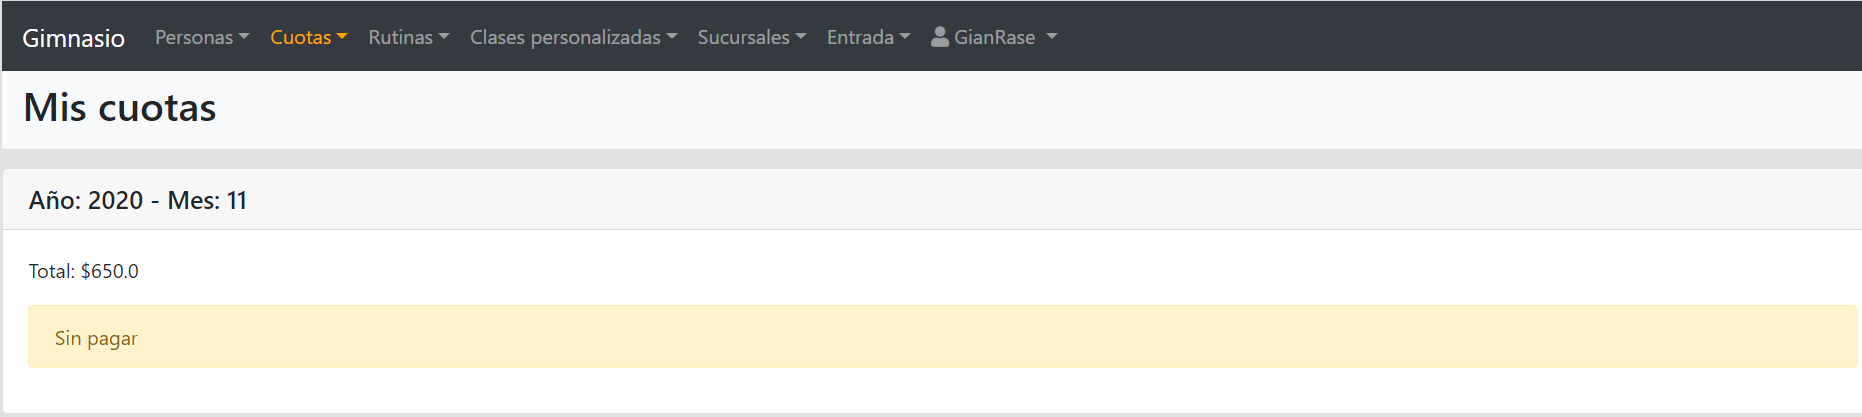 Gimnasio Personas Cuotas Rutinas Clases personalizadas Sucursales Entrada GianRase
Mis cuotas
Año: 2020 - Mes: 11
Total: $650.0
Sin pagar